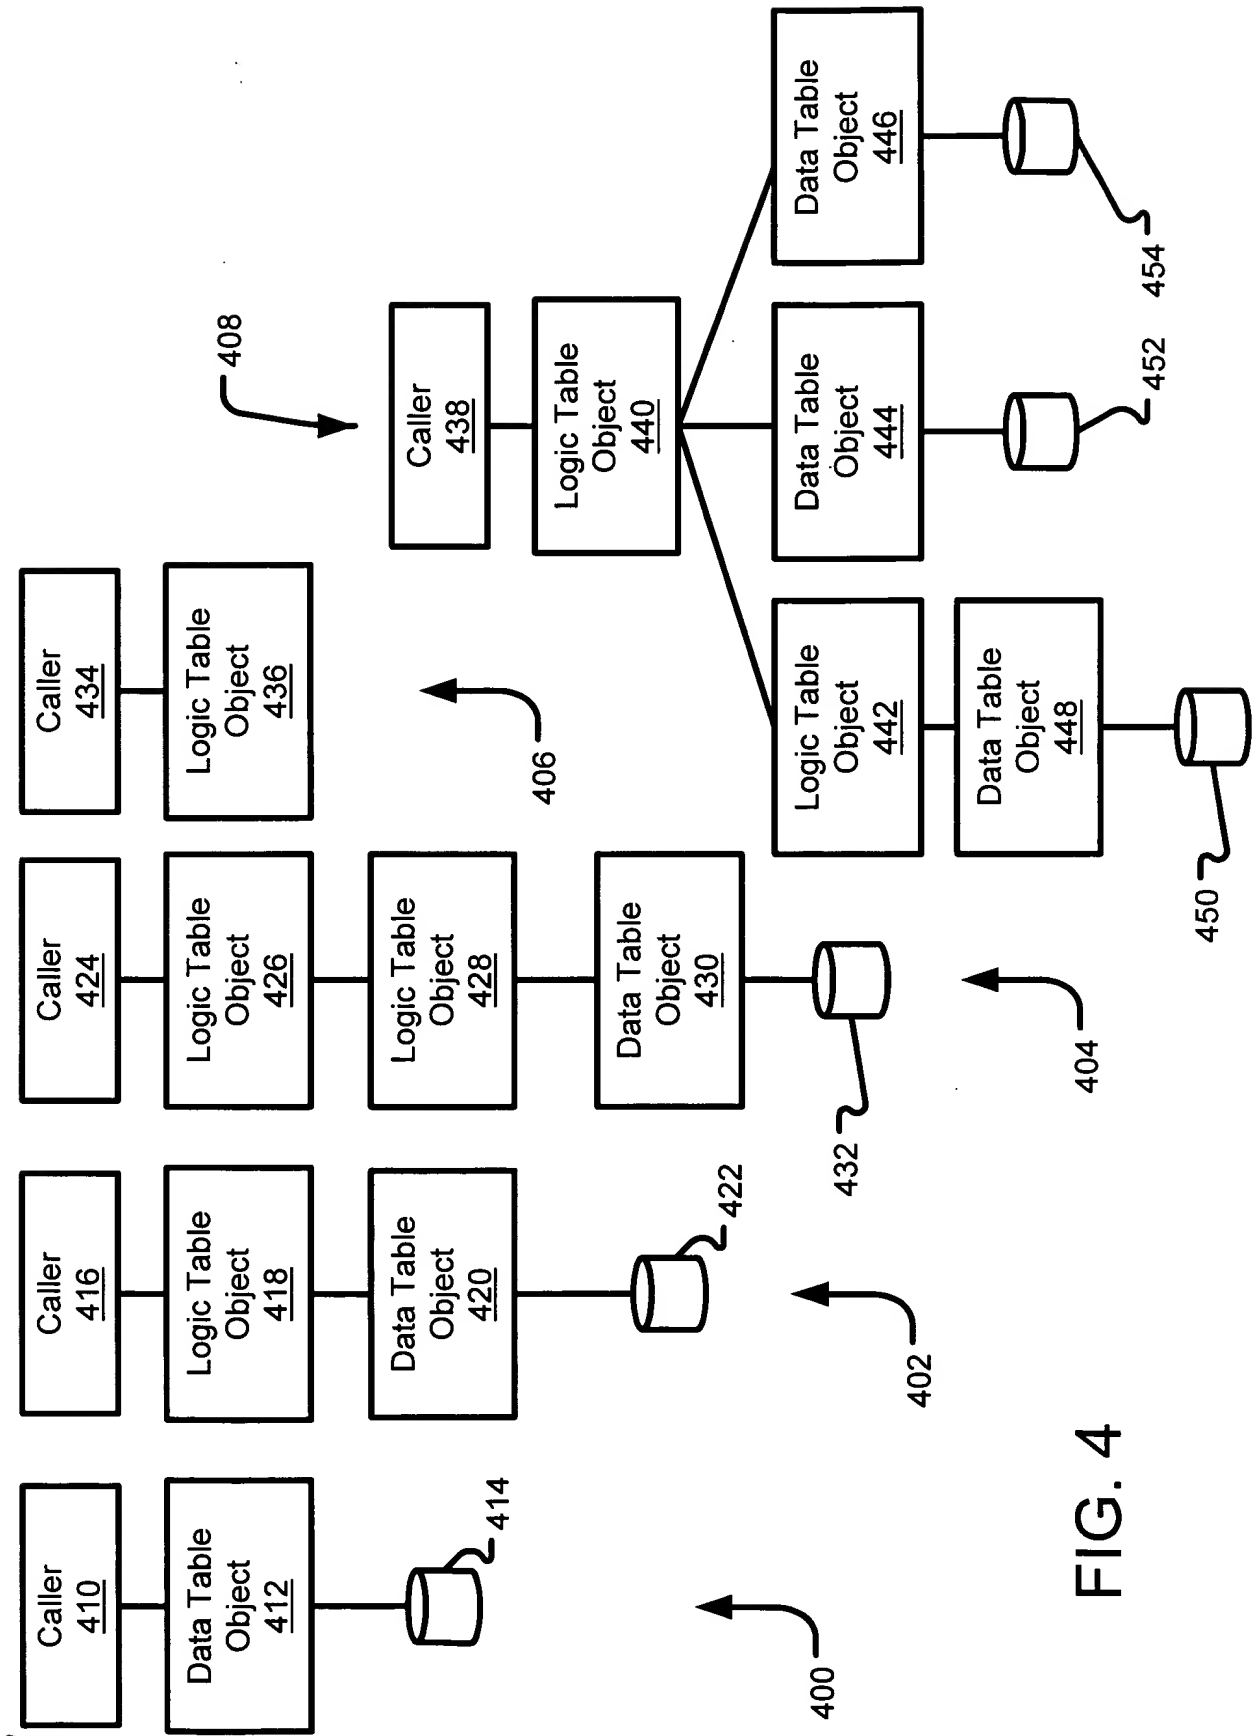 Caller
410
Data Table
Object
412
414
400
Caller
416
Logic Table
Object
418
Data Table
Object
420
422
402
Caller
424
Logic Table
Object
426
Logic Table
Object
428
Data Table
Object
430
432
404
Caller
434
Logic Table
Object
436
406
408
Caller
438
Logic Table
Object
440
Logic Table
Object
442
Data Table
Object
444
Data Table
Object
446
Data Table
Object
448
450
452
454
FIG. 4